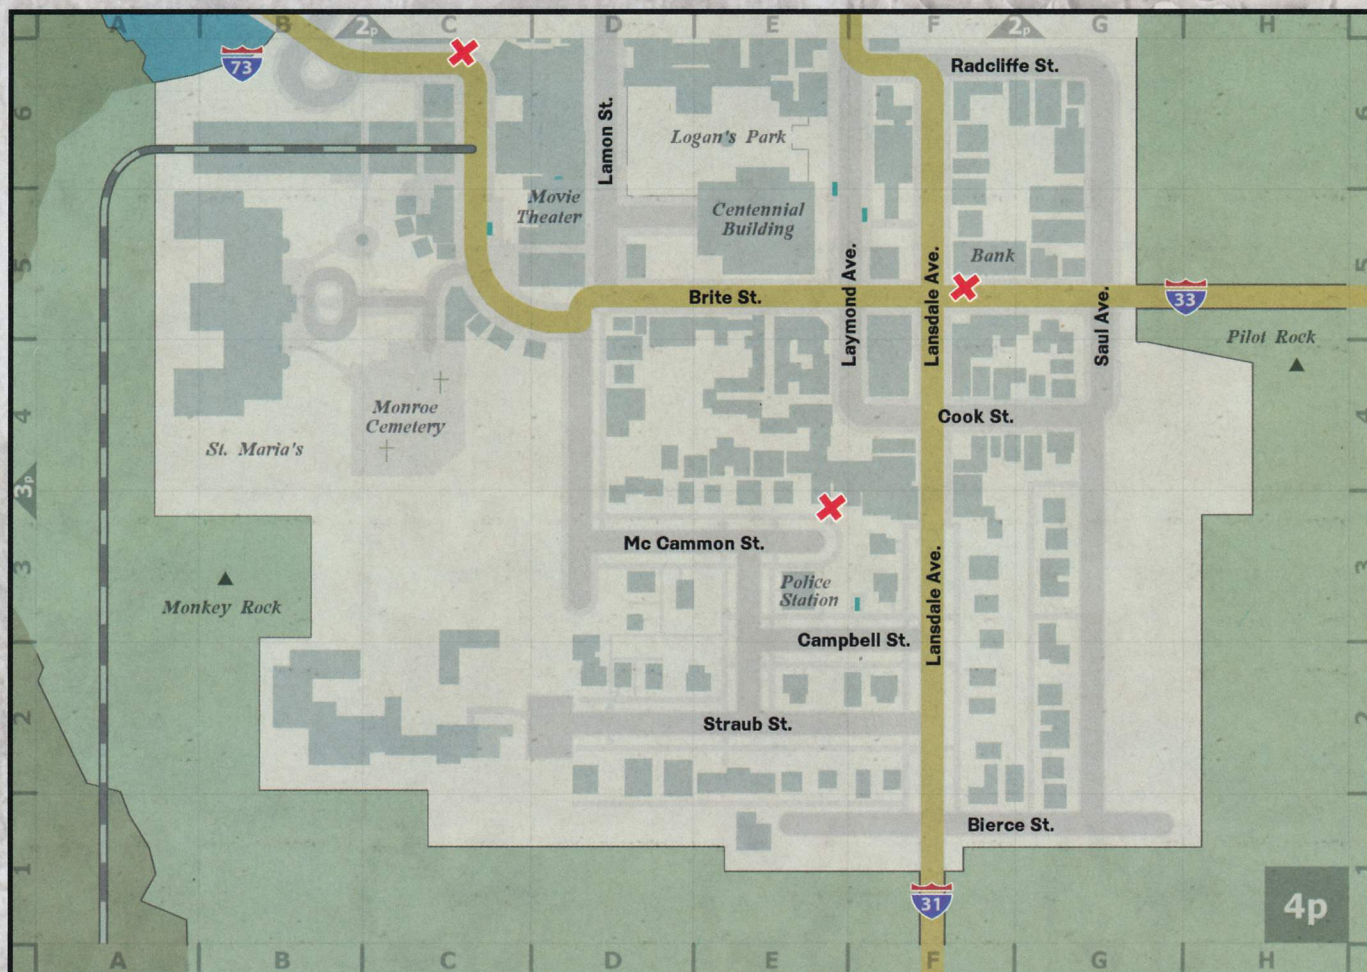 A
B
2p
C
D
E
F
2p
G
H
73
Radcliffe St.
6
6
Lamon St.
Logan's Park
Movie
Theater
Centennial
Building
Laymond Ave.
Lansdale Ave.
Bank
5
5
Brite St.
Saul Ave.
33
Pilot Rock
Monroe
Cemetery
4
4
Cook St.
St. Maria's
3p
Mc Cammon St.
Lansdale Ave.
3
3
Police
Station
Monkey Rock
Campbell St.
2
2
Straub St.
Bierce St.
1
1
31
4p
A
B
C
D
E
F
G
H